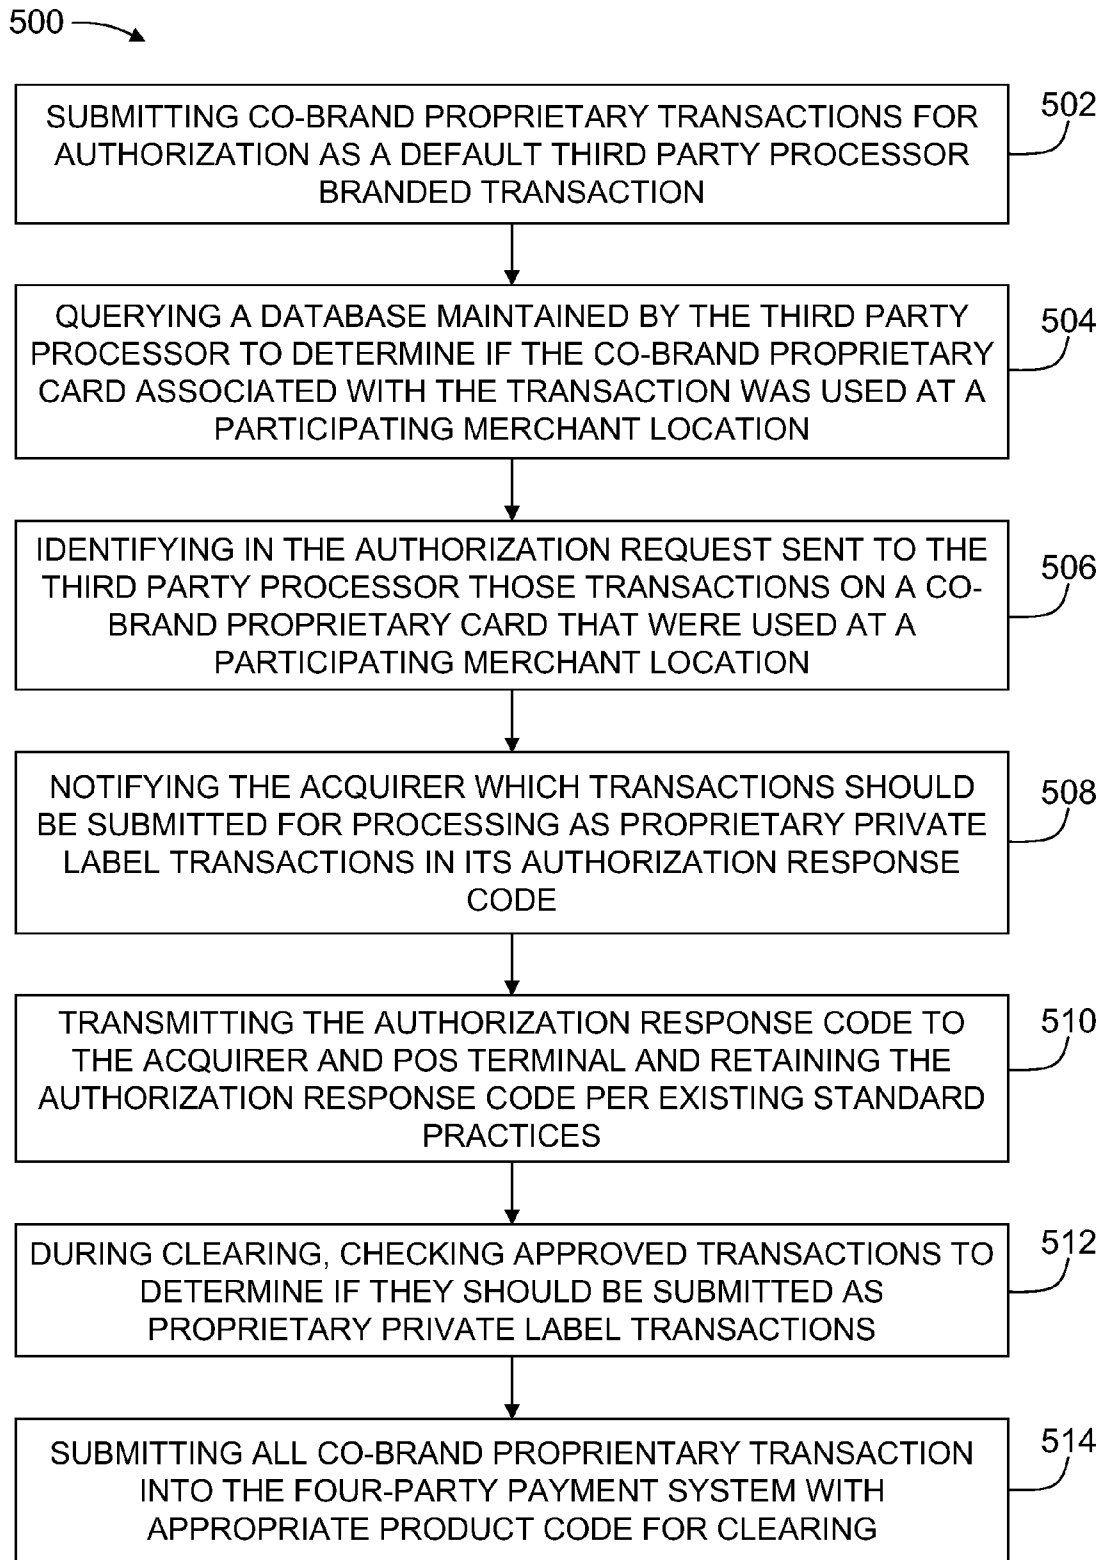 500
SUBMITTING CO-BRAND PROPRIETARY TRANSACTIONS FOR
AUTHORIZATION AS A DEFAULT THIRD PARTY PROCESSOR
BRANDED TRANSACTION
502
QUERYING A DATABASE MAINTAINED BY THE THIRD PARTY
PROCESSOR TO DETERMINE IF THE CO-BRAND PROPRIETARY
CARD ASSOCIATED WITH THE TRANSACTION WAS USED AT A
PARTICIPATING MERCHANT LOCATION
504
IDENTIFYING IN THE AUTHORIZATION REQUEST SENT TO THE
THIRD PARTY PROCESSOR THOSE TRANSACTIONS ON A CO-
BRAND PROPRIETARY CARD THAT WERE USED AT A
PARTICIPATING MERCHANT LOCATION
506
NOTIFYING THE ACQUIRER WHICH TRANSACTIONS SHOULD
BE SUBMITTED FOR PROCESSING AS PROPRIETARY PRIVATE
LABEL TRANSACTIONS IN ITS AUTHORIZATION RESPONSE
CODE
508
TRANSMITTING THE AUTHORIZATION RESPONSE CODE TO
THE ACQUIRER AND POS TERMINAL AND RETAINING THE
AUTHORIZATION RESPONSE CODE PER EXISTING STANDARD
PRACTICES
510
DURING CLEARING, CHECKING APPROVED TRANSACTIONS TO
DETERMINE IF THEY SHOULD BE SUBMITTED AS
PROPRIETARY PRIVATE LABEL TRANSACTIONS
512
SUBMITTING ALL CO-BRAND PROPRIENTARY TRANSACTION
INTO THE FOUR-PARTY PAYMENT SYSTEM WITH
APPROPRIATE PRODUCT CODE FOR CLEARING
514